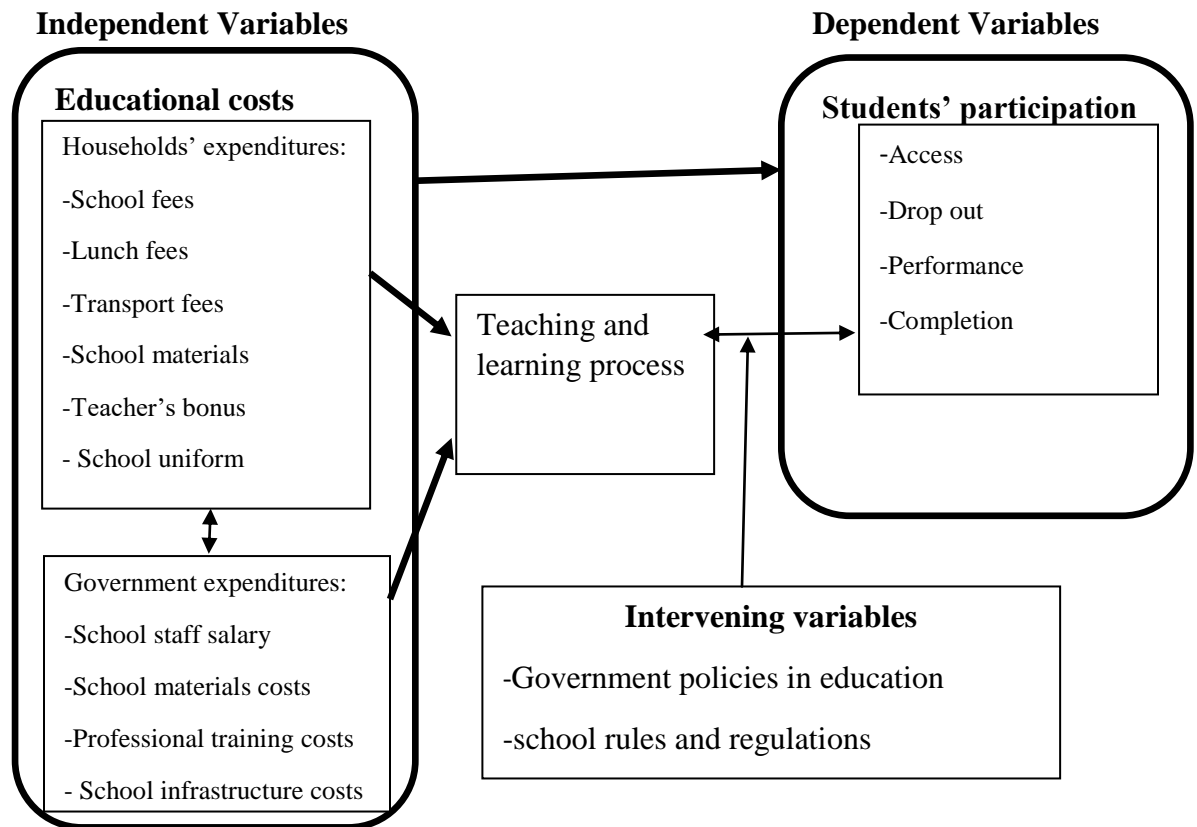 Independent Variables
Educational costs
Households’ expenditures:
-School fees
-Lunch fees
-Transport fees
-School materials
-Teacher’s bonus
- School uniform
Government expenditures:
-School staff salary
-School materials costs
-Professional training costs
- School infrastructure costs
Teaching and
learning process
Dependent Variables
Students’ participation
-Access
-Drop out
-Performance
-Completion
Intervening variables
-Government policies in education
-school rules and regulations